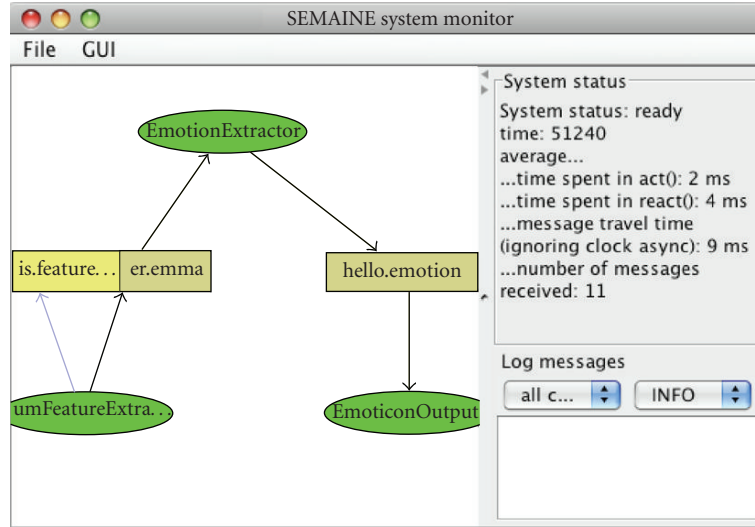 SEMAINE system monitor
File GUI
EmotionExtractor
is.feature. . . er.emma
hello.emotion
umFeatureExtra. . .
EmoticonOutput
System status
System status: ready
time: 51240
average...
...time spent in act(): 2 ms
...time spent in react(): 4 ms
...message travel time
(ignoring clock async): 9 ms
...number of messages
received: 11
Log messages
all c... INFO